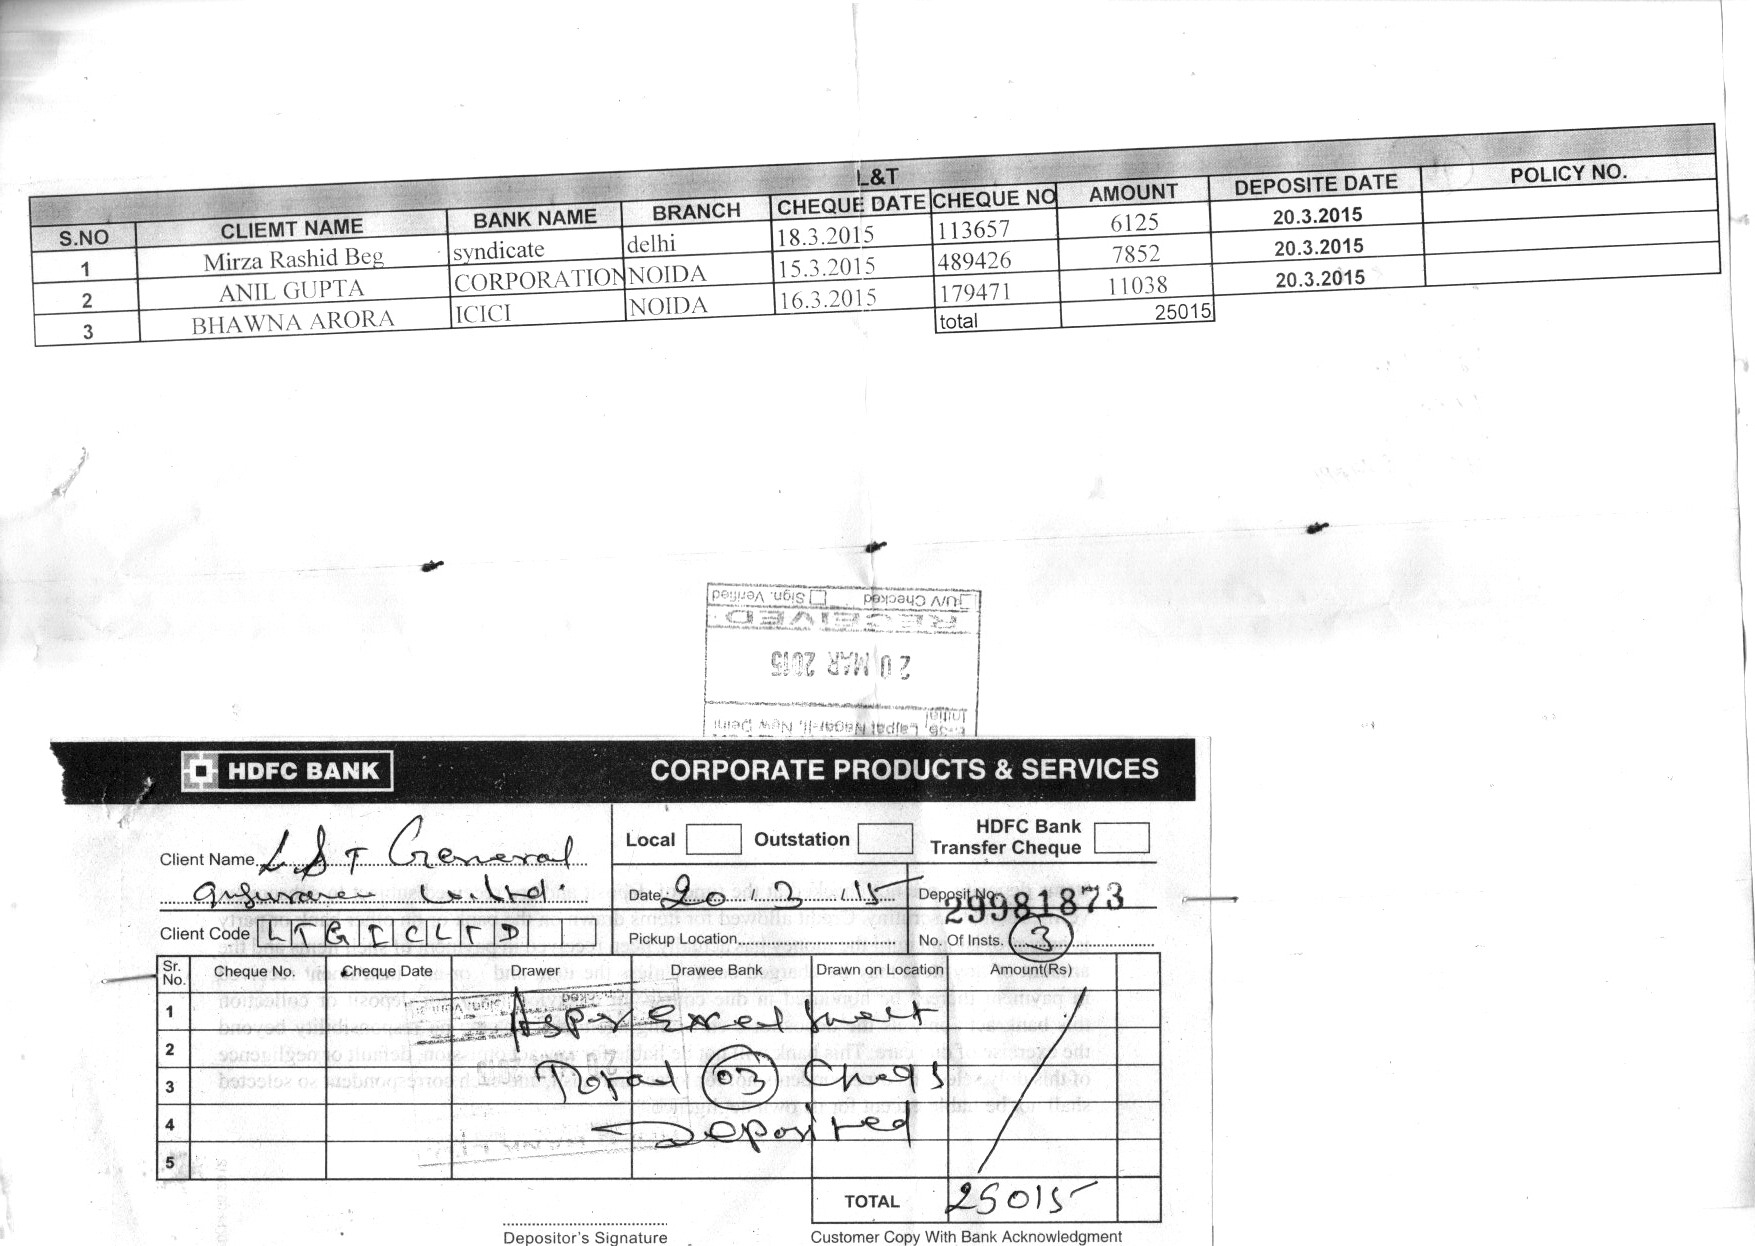 L&T
S.NO CLIEMT NAME BANK NAME BRANCH CHEQUE DATE CHEQUE NO AMOUNT DEPOSITE DATE POLICY NO.
1 Mirza Rashid Beg syndicate delhi 18.3.2015 113657 6125 20.3.2015
2 ANIL GUPTA CORPORATION NOIDA 15.3.2015 489426 7852 20.3.2015
3 BHAWNA ARORA ICICI NOIDA 16.3.2015 179471 11038 20.3.2015
total 25015
UV Checked Sign. Verified
RECEIVED
20 MAR 2015
Initial
Lajpat Nagar-II, New Delhi
HDFC BANK CORPORATE PRODUCTS & SERVICES
Local Outstation HDFC Bank Transfer Cheque
Client Name L&T General
Insurance Co. Ltd.
Date 20/3/15 Deposit No. 29981873
Client Code LTGICLTD
Pickup Location No. Of Insts. 3
Sr. No. Cheque No. Cheque Date Drawer Drawee Bank Drawn on Location Amount(Rs)
1 As per Excel Sheet
2
3 Total 03 Chqs
4 Deposited
5
TOTAL 25015
Depositor's Signature Customer Copy With Bank Acknowledgment